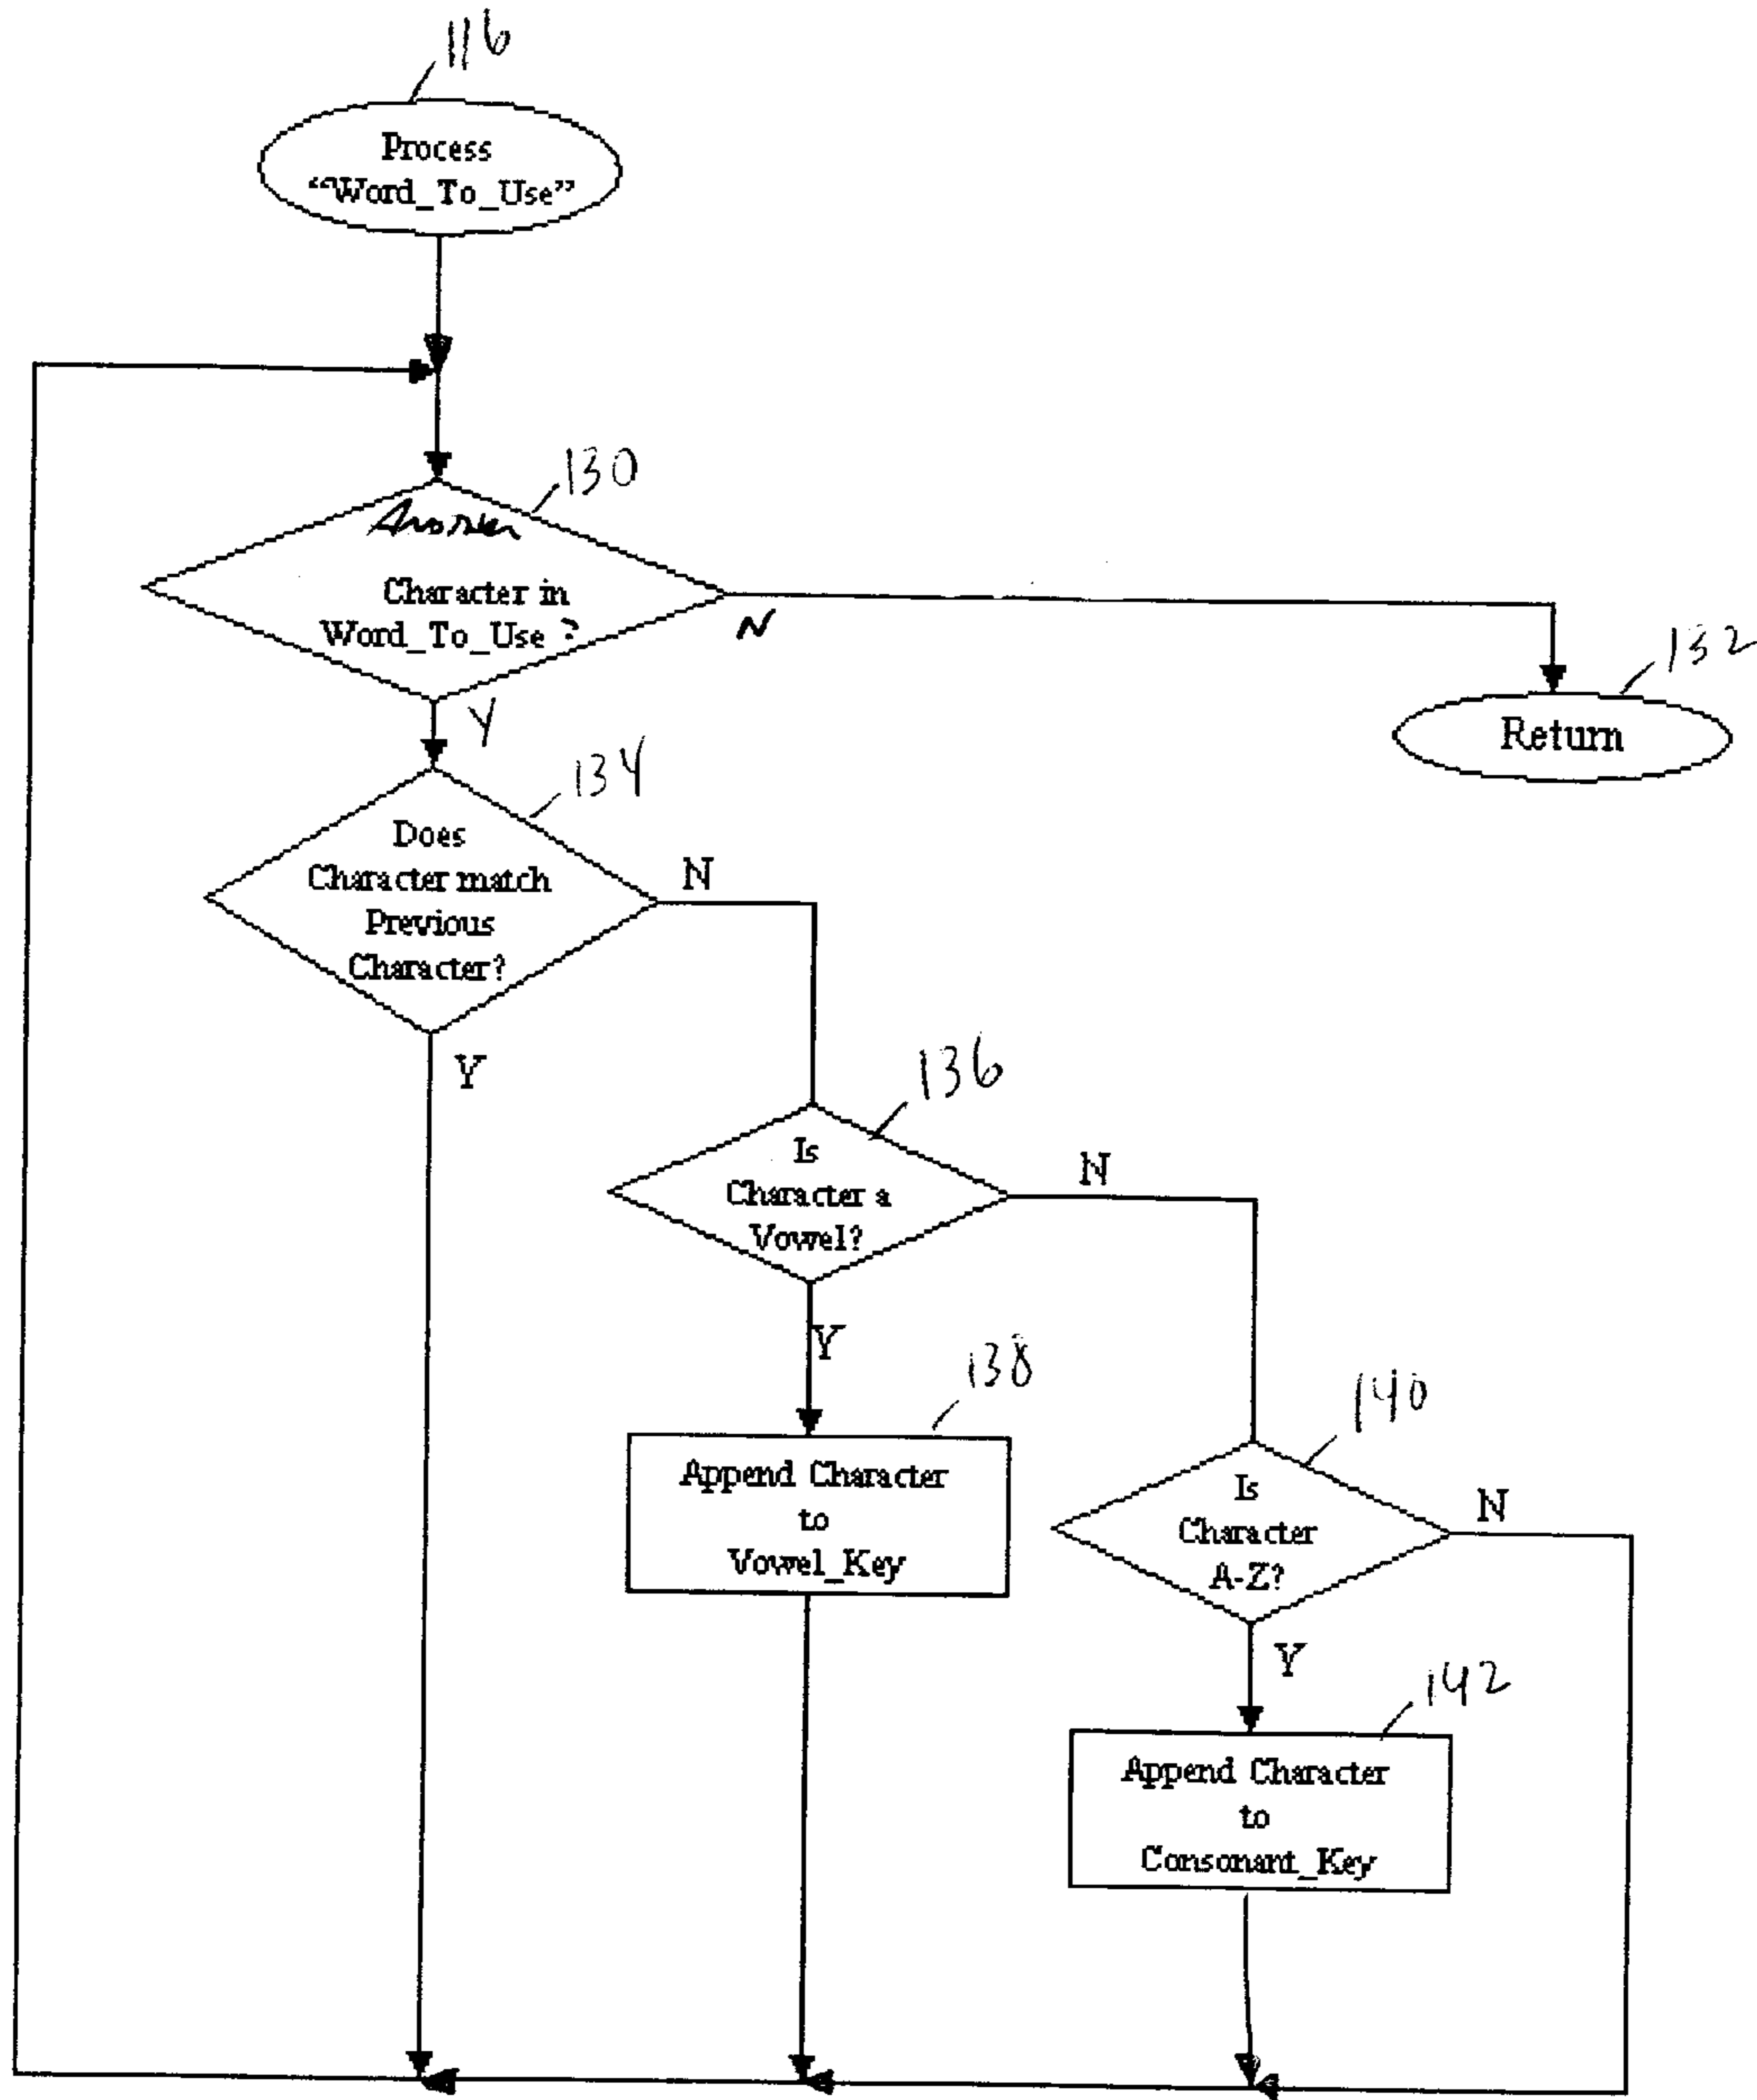 116
Process
“Word_To_Use”
130
Character in
Word_To_Use ?
N
Y
132
Return
134
Does
Character match
Previous
Character?
N
Y
136
Is
Character a
Vowel?
N
Y
138
Append Character
to
Vowel_Key
140
Is
Character
A-Z?
N
Y
142
Append Character
to
Consonant_Key